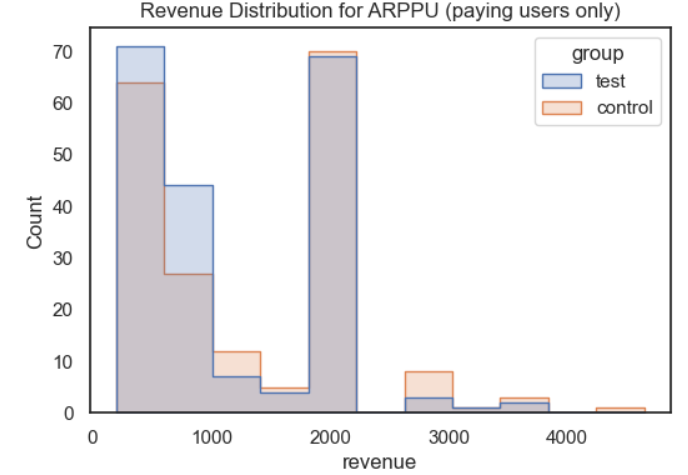 Revenue Distribution for ARPPU (paying users only)
group
test
control
70
60
50
40
30
20
10
0
Count
0 1000 2000 3000 4000
revenue